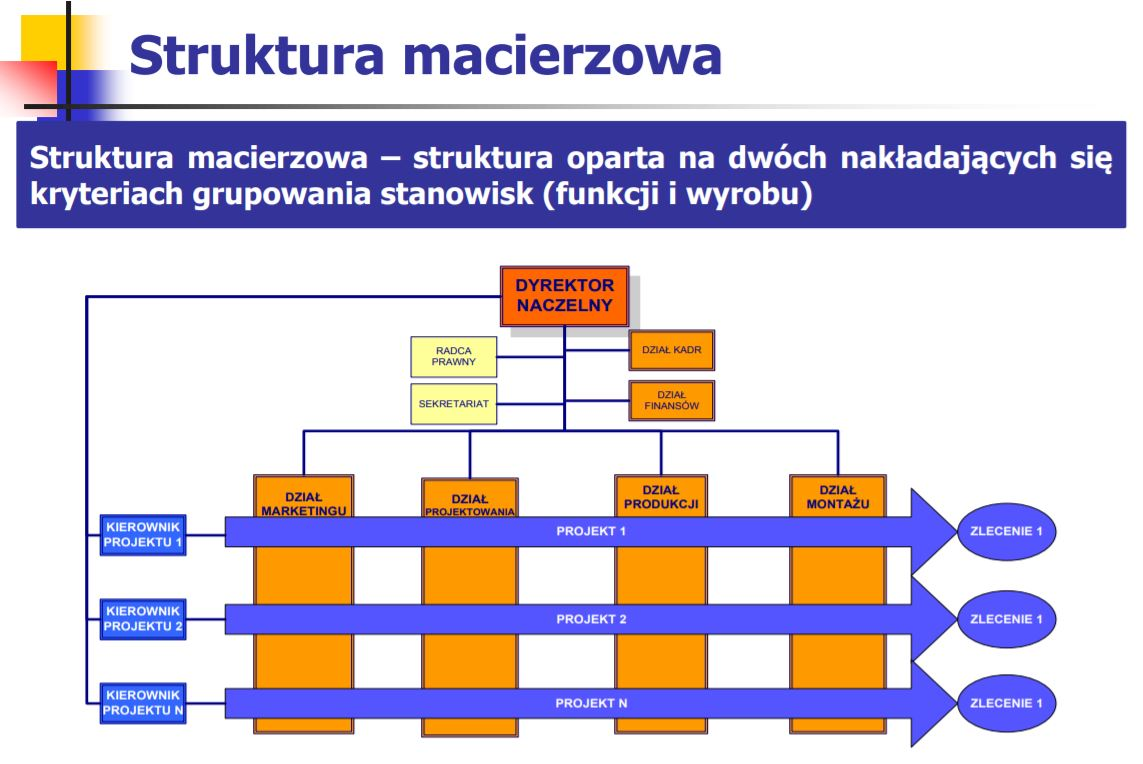 Struktura macierzowa
Struktura macierzowa – struktura oparta na dwóch nakładających się
kryteriach grupowania stanowisk (funkcji i wyrobu)
DYREKTOR
NACZELNY
RADCA
PRAWNY
DZIAŁ KADR
SEKRETARIAT
DZIAŁ
FINANSÓW
DZIAŁ
MARKETINGU
DZIAŁ
PROJEKTOWANIA
DZIAŁ
PRODUKCJI
DZIAŁ
MONTAŻU
KIEROWNIK
PROJEKTU 1
PROJEKT 1
ZLECENIE 1
KIEROWNIK
PROJEKTU 2
PROJEKT 2
ZLECENIE 1
KIEROWNIK
PROJEKTU N
PROJEKT N
ZLECENIE 1